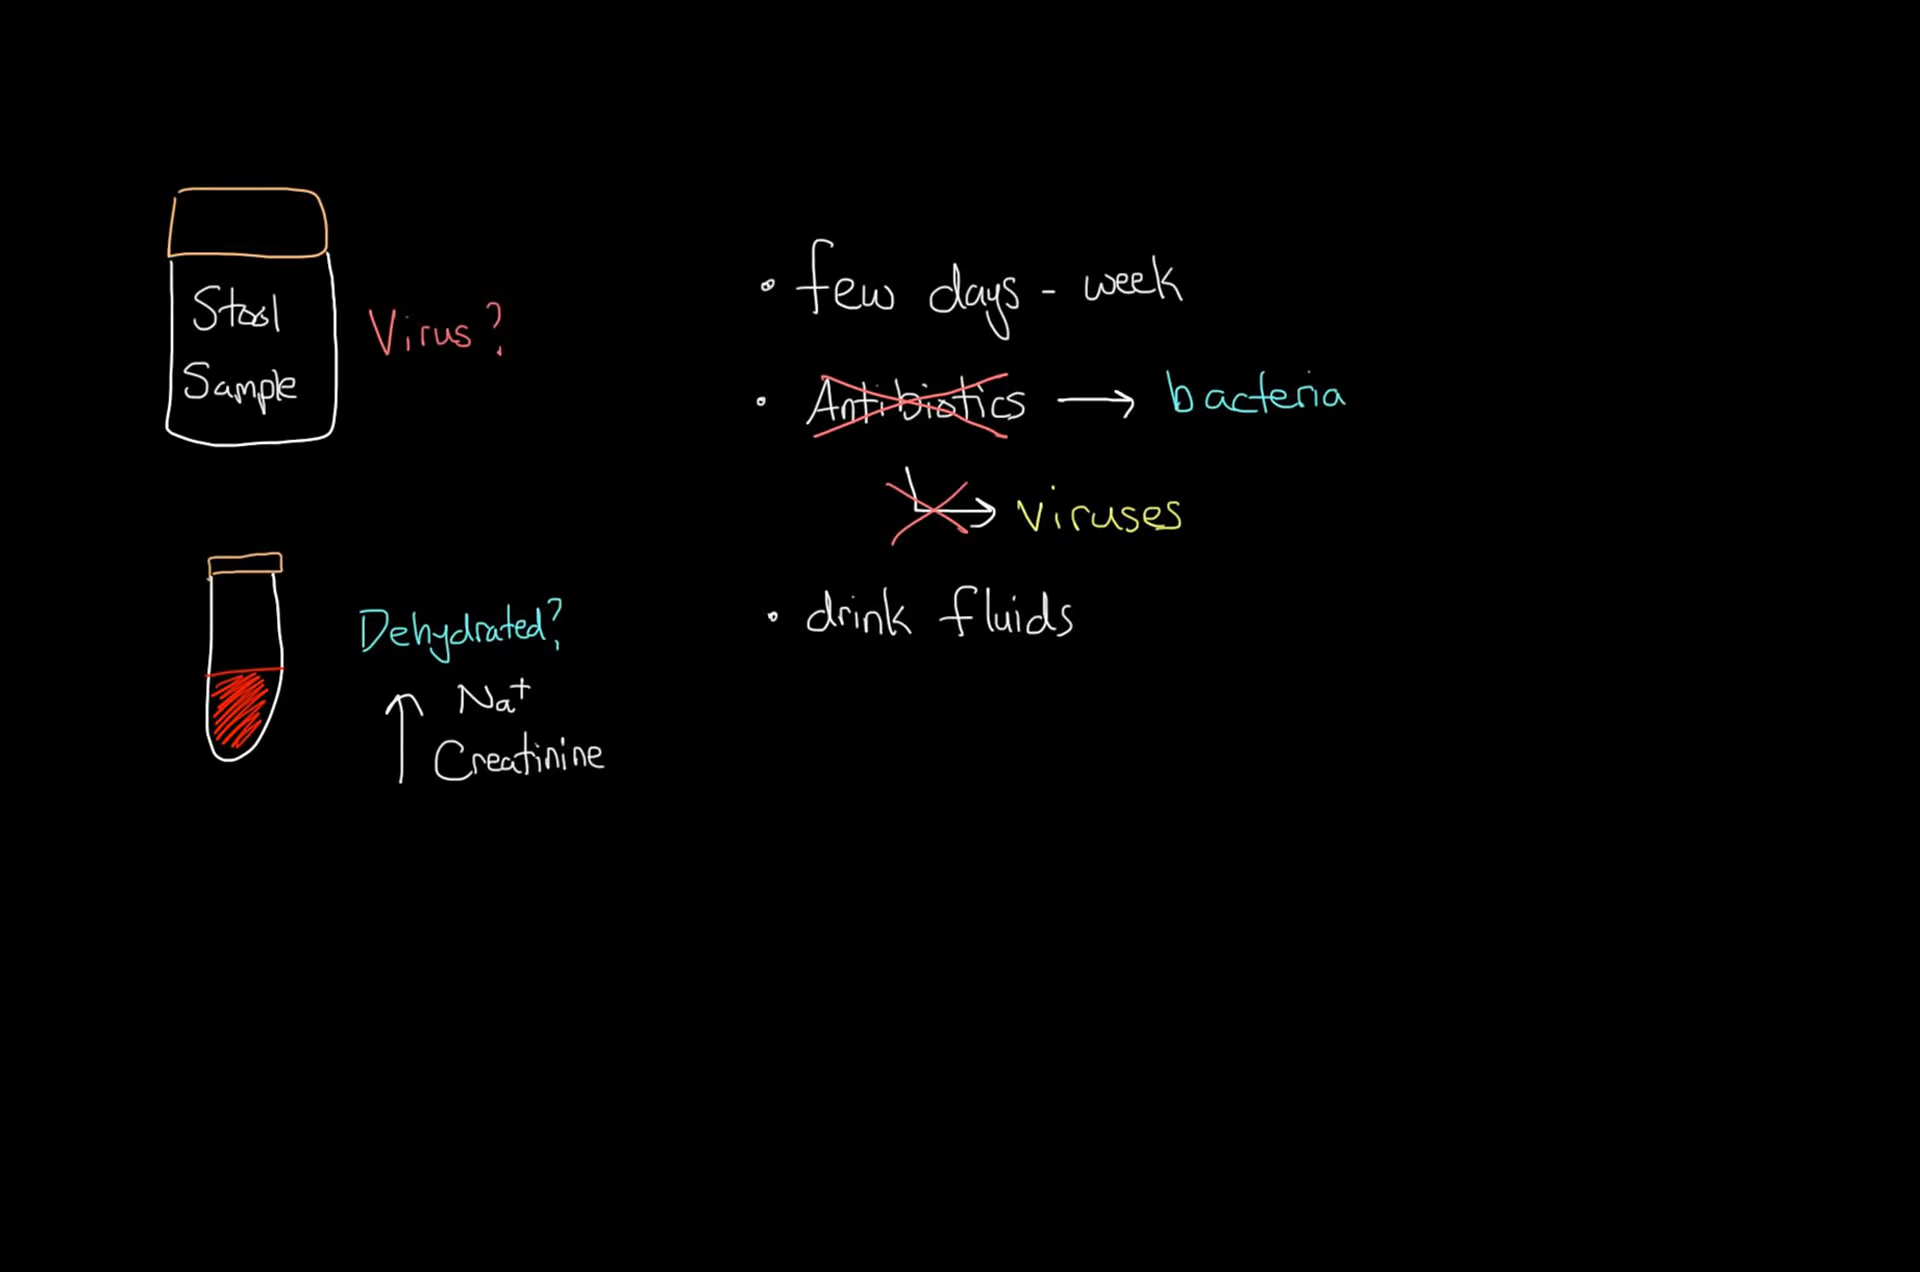 Stool
Sample
Virus?
Dehydrated?
Na+
Creatinine
• few days - week
• Antibiotics → bacteria
→ viruses
• drink fluids